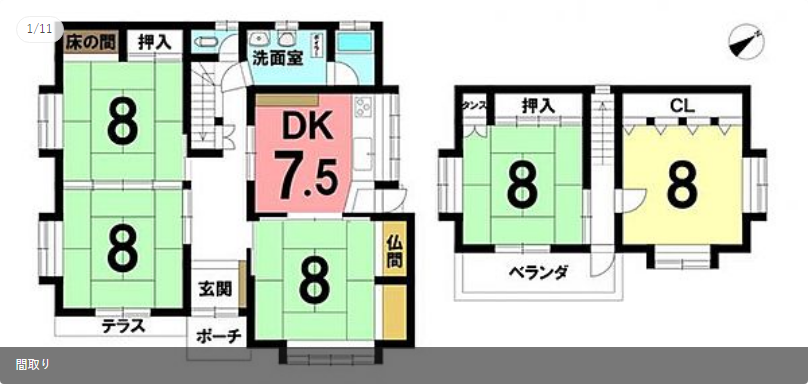 1/11
床の間
押入
洗面室
ボイラー
8
DK
7.5
8
8
仏間
玄関
テラス
ポーチ
タンス
押入
CL
8
8
ベランダ
間取り